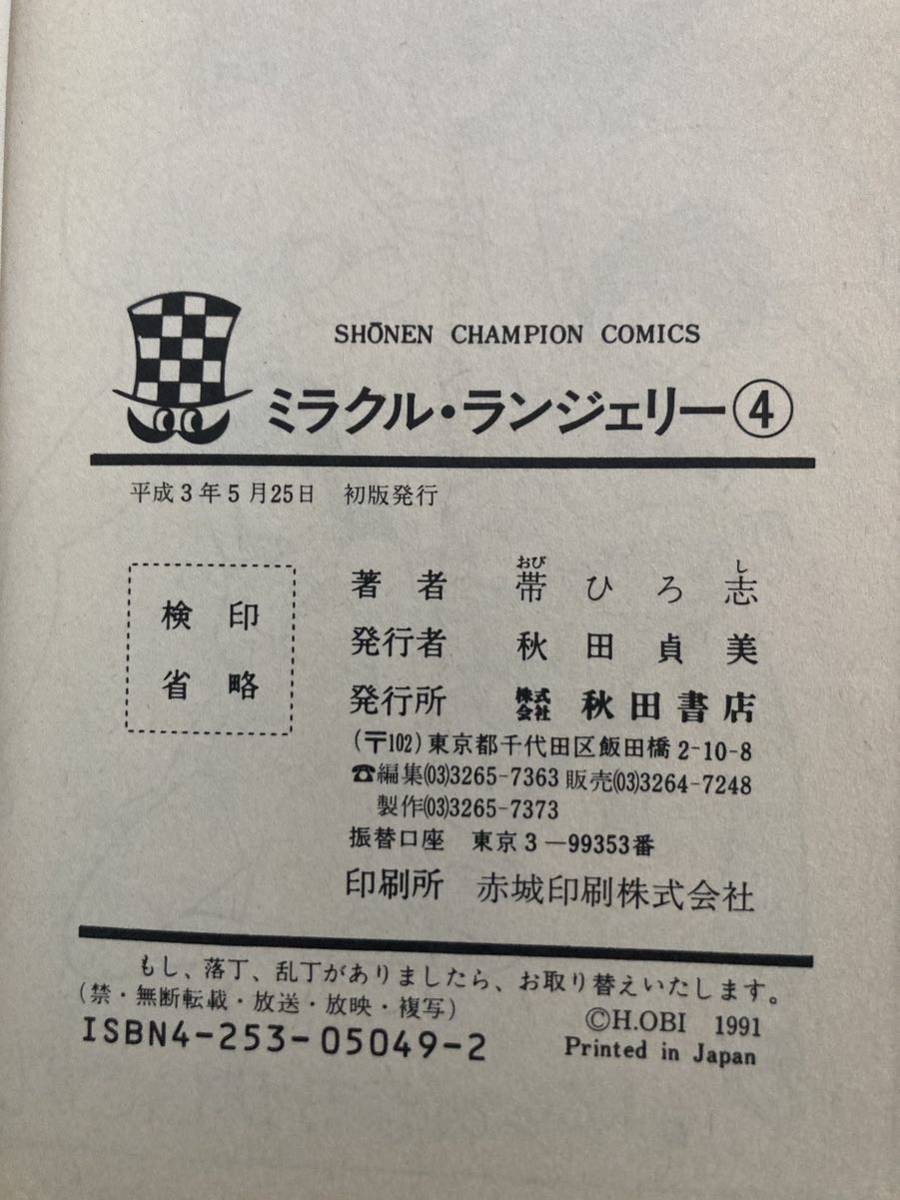 SHŌNEN CHAMPION COMICS
ミラクル・ランジェリー④
平成3年5月25日 初版発行
検印
省略
おび し
著者 帯ひろ志
発行者 秋田貞美
発行所 株式会社 秋田書店
(〒102)東京都千代田区飯田橋2-10-8
☎編集(03)3265-7363 販売(03)3264-7248
製作(03)3265-7373
振替口座 東京3―99353番
印刷所 赤城印刷株式会社
もし、落丁、乱丁がありましたら、お取り替えいたします。
(禁・無断転載・放送・放映・複写)
ISBN4-253-05049-2
©H.OBI 1991
Printed in Japan